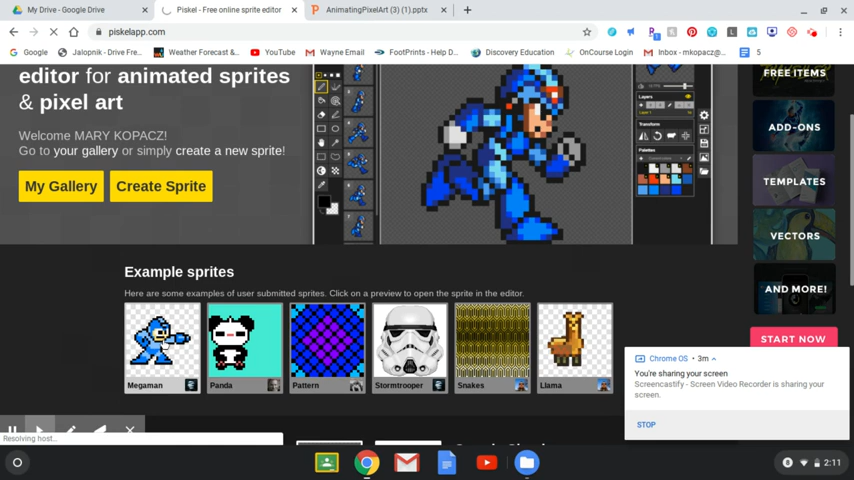 My Drive - Google Drive
Piskel - Free online sprite editor
AnimatingPixelArt (3) (1).pptx
piskelapp.com
Google
Jalopnik - Drive Fre...
Weather Forecast &...
YouTube
Wayne Email
FootPrints - Help D...
Discovery Education
OnCourse Login
Inbox - mkopacz@...
5
editor for animated sprites
& pixel art
Welcome MARY KOPACZ!
Go to your gallery or simply create a new sprite!
My Gallery
Create Sprite
Layers
Transform
Palettes
FREE ITEMS
ADD-ONS
TEMPLATES
VECTORS
AND MORE!
START NOW
Example sprites
Here are some examples of user submitted sprites. Click on a preview to open the sprite in the editor.
Megaman
Panda
Pattern
Stormtrooper
Snakes
Llama
Chrome OS • 3m
You're sharing your screen
Screencastify - Screen Video Recorder is sharing your
screen.
STOP
Resolving host...
8
2:11